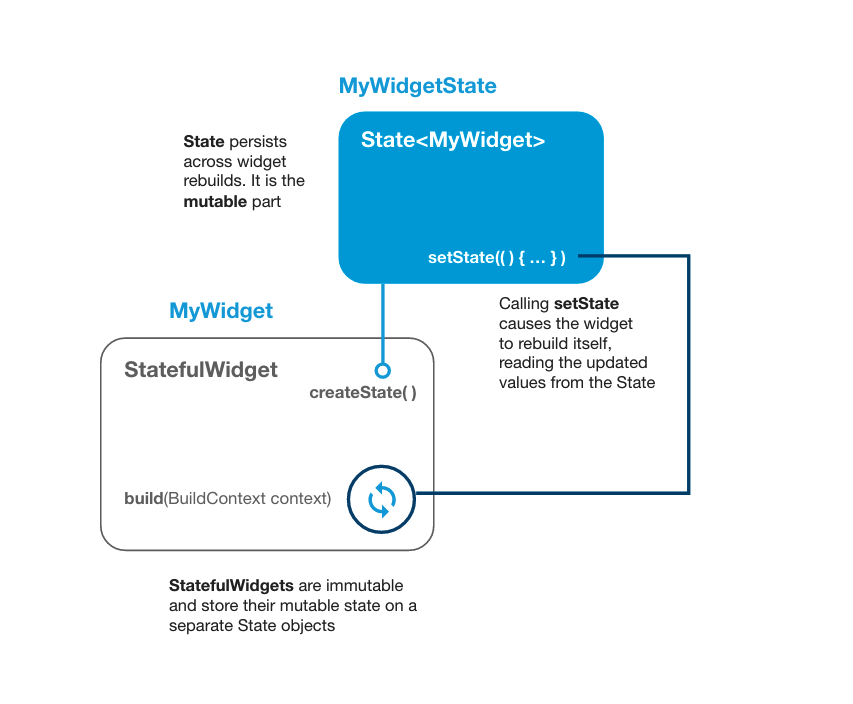 MyWidgetState
State<MyWidget>
State persists
across widget
rebuilds. It is the
mutable part
setState(( ) { ... } )
Calling setState
causes the widget
to rebuild itself,
reading the updated
values from the State
MyWidget
StatefulWidget
createState( )
build(BuildContext context)
StatefulWidgets are immutable
and store their mutable state on a
separate State objects